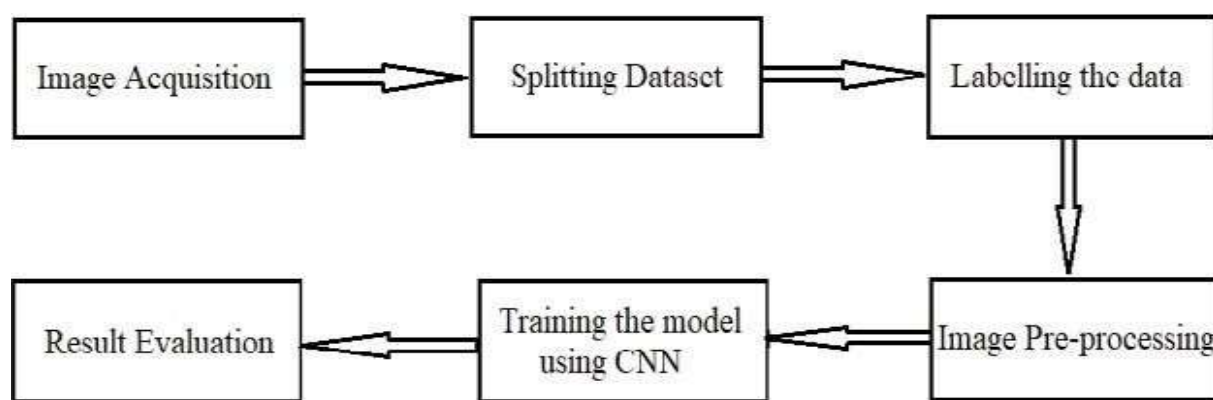 Image Acquisition
Splitting Dataset
Labelling the data
Image Pre-processing
Training the model
using CNN
Result Evaluation